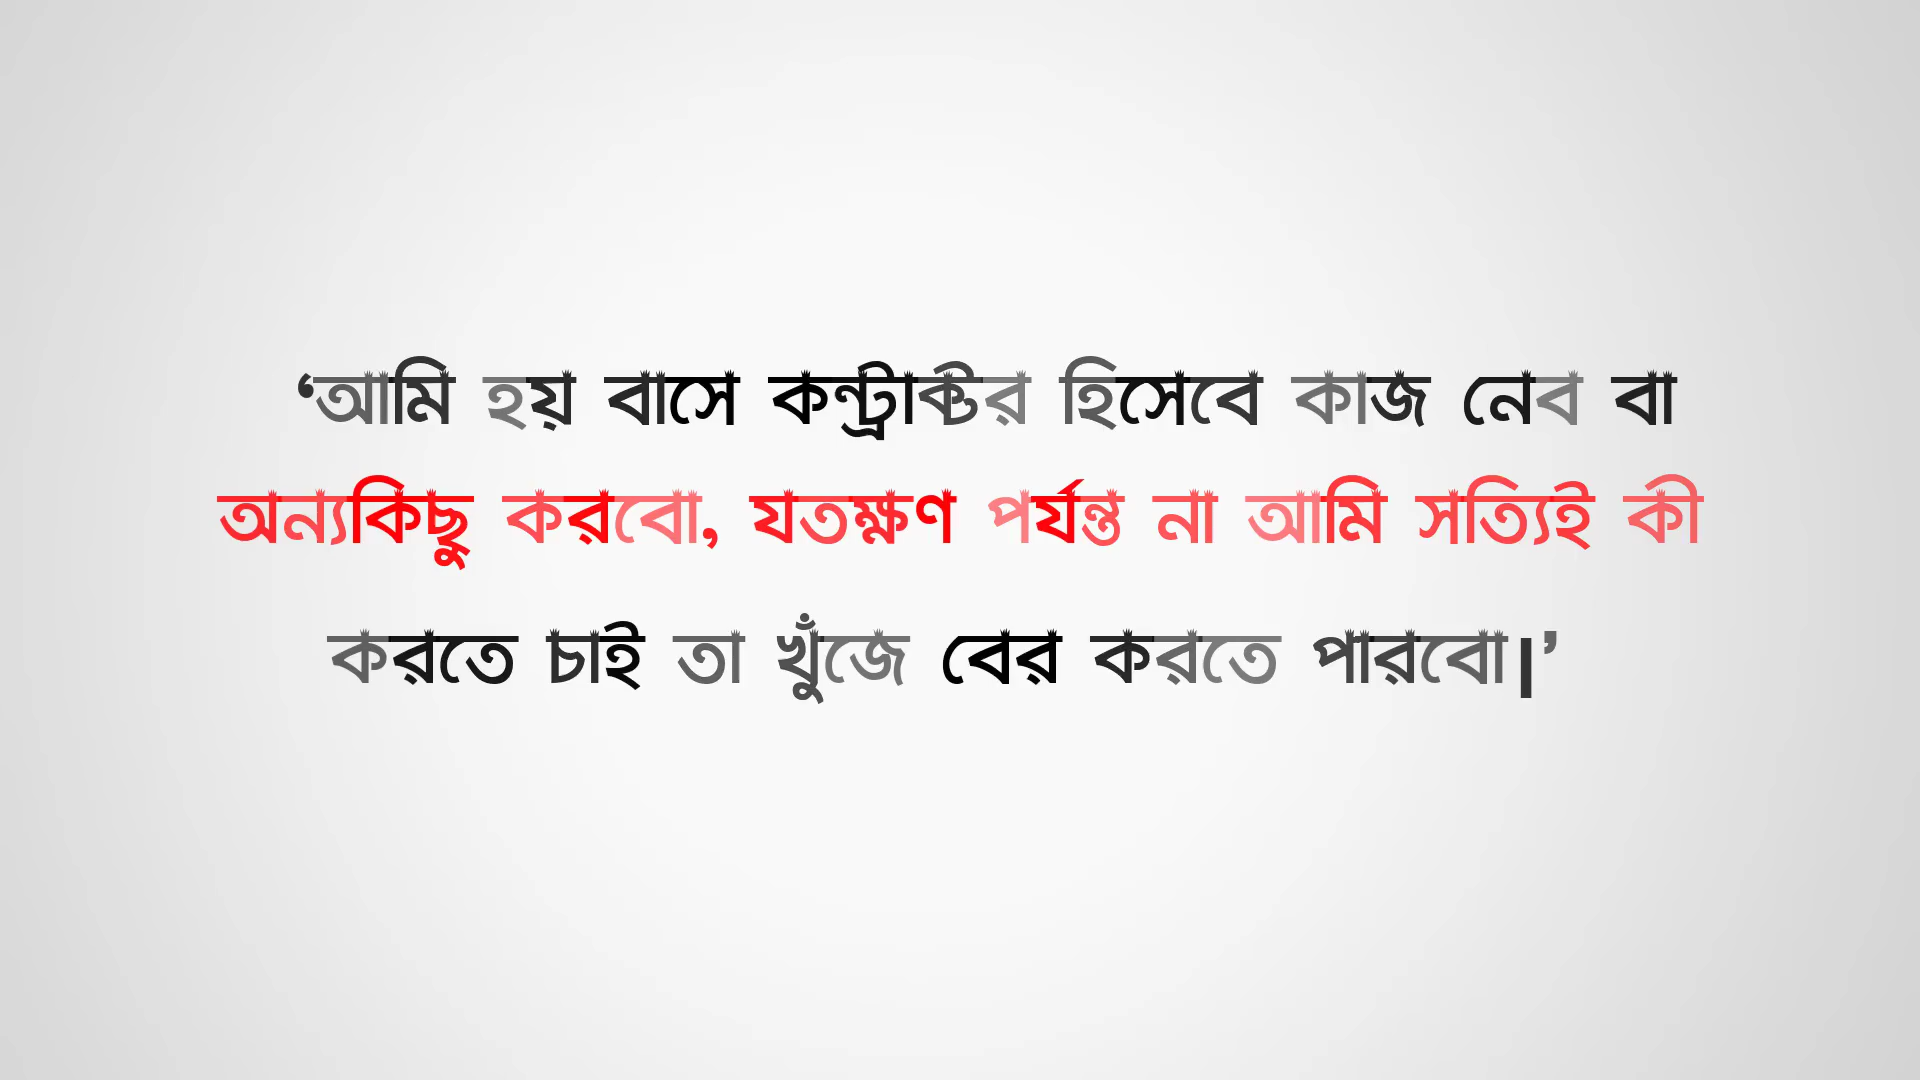 ‘আমি হয় বাসে কন্ট্রাক্টর হিসেবে কাজ নেব বা
অন্যকিছু করবো, যতক্ষণ পর্যন্ত না আমি সত্যিই কী
করতে চাই তা খুঁজে বের করতে পারবো।’